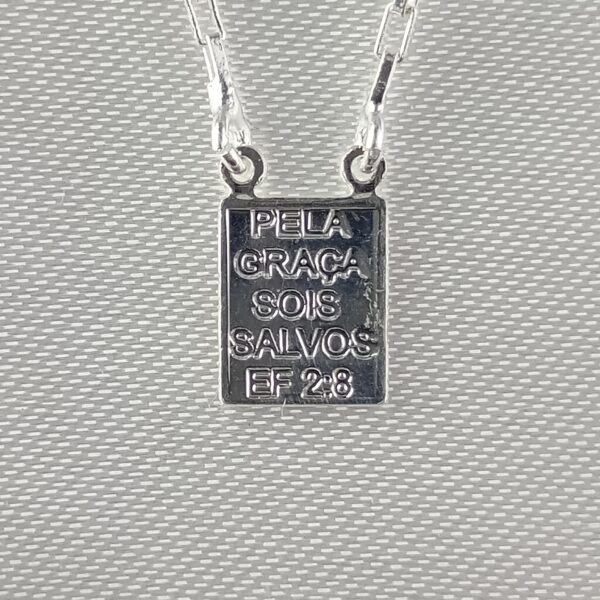 PELA
GRAÇA
SOIS
SALVOS
EF 2:8